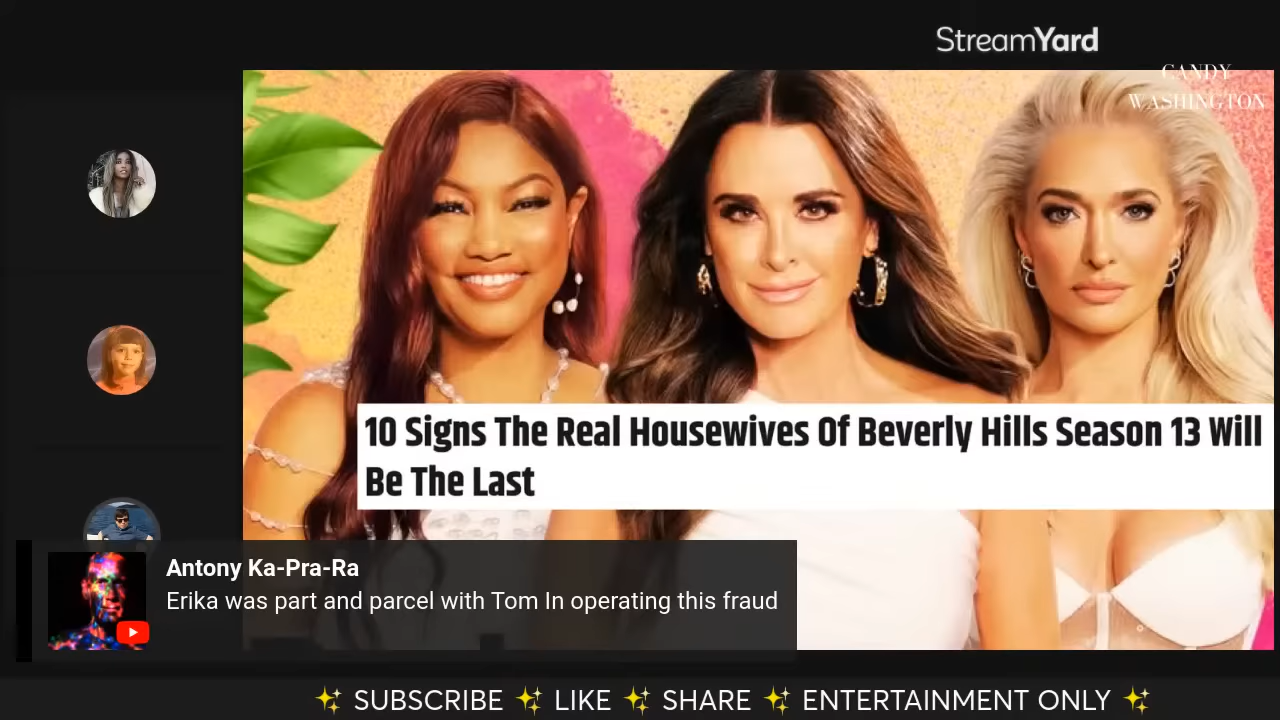 StreamYard
CANDY
WASHINGTON
10 Signs The Real Housewives Of Beverly Hills Season 13 Will
Be The Last
Antony Ka-Pra-Ra
Erika was part and parcel with Tom In operating this fraud
✨ SUBSCRIBE ✨ LIKE ✨ SHARE ✨ ENTERTAINMENT ONLY ✨